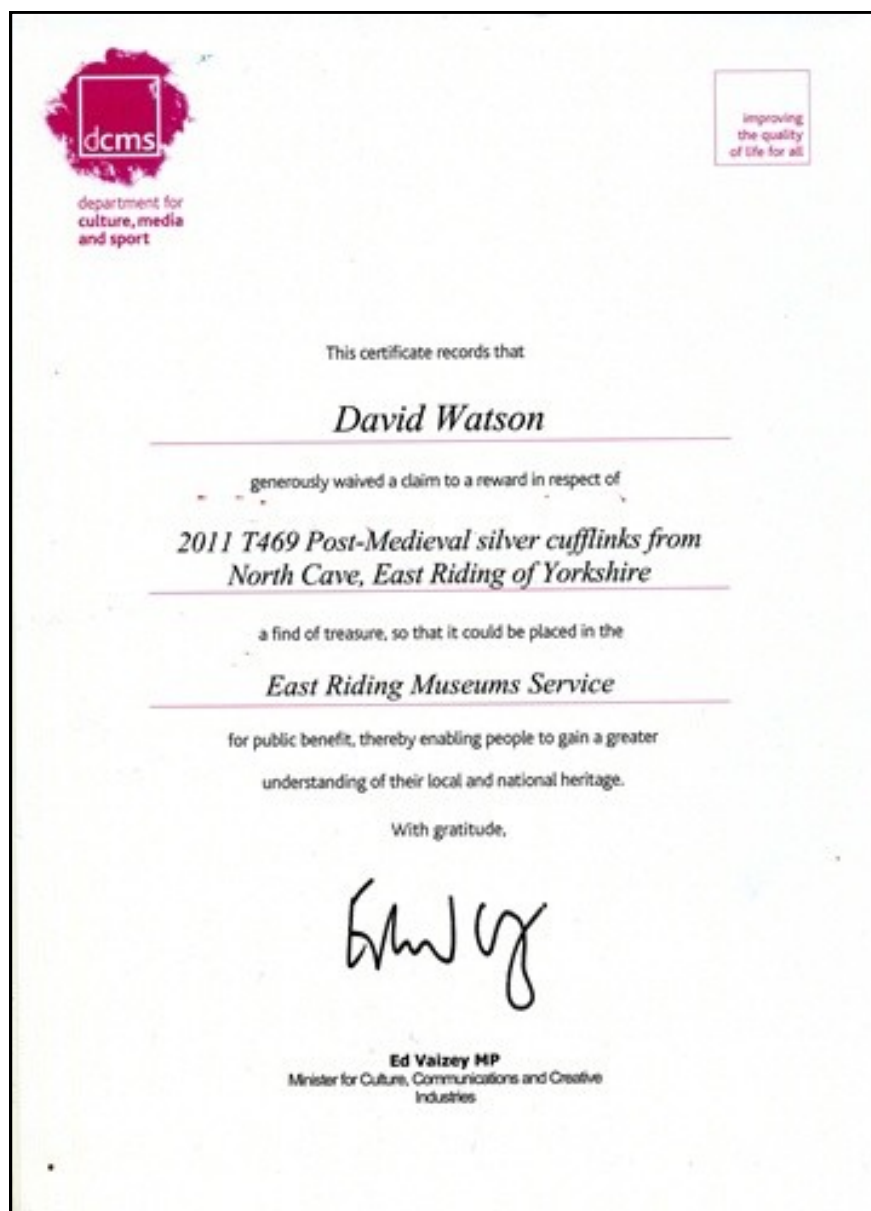 dcms
department for
culture, media
and sport
improving
the quality
of life for all
This certificate records that
David Watson
generously waived a claim to a reward in respect of
2011 T469 Post-Medieval silver cufflinks from
North Cave, East Riding of Yorkshire
a find of treasure, so that it could be placed in the
East Riding Museums Service
for public benefit, thereby enabling people to gain a greater
understanding of their local and national heritage.
With gratitude,
Ed Vaizey MP
Minister for Culture, Communications and Creative
Industries